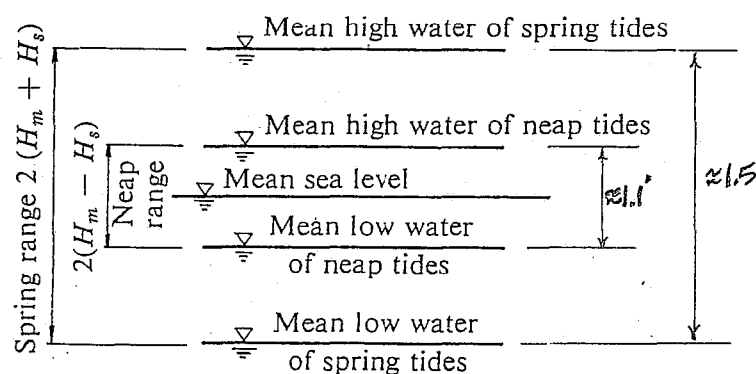 Mean high water of spring tides
Spring range 2 (Hm + Hs)
Mean high water of neap tides
2(Hm − Hs)
Neap
range
Mean sea level
≈1.1'
≈1.5
Mean low water
of neap tides
Mean low water
of spring tides